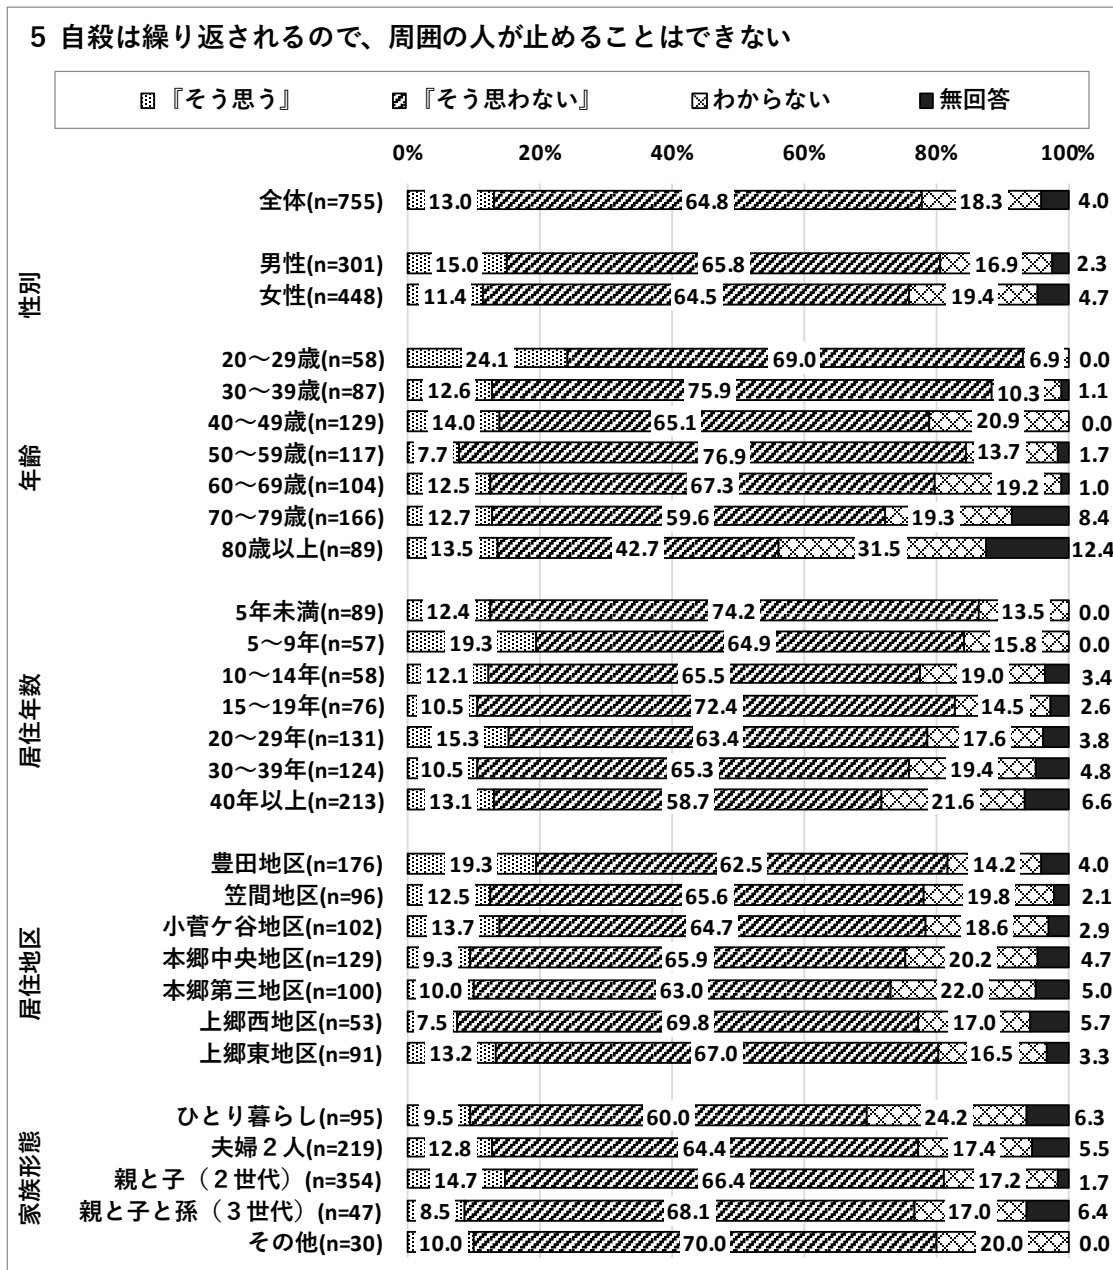 5 自殺は繰り返されるので、周囲の人が止めることはできない
『そう思う』 『そう思わない』 わからない 無回答
0% 20% 40% 60% 80% 100%
全体(n=755) 13.0 64.8 18.3 4.0
性別
男性(n=301) 15.0 65.8 16.9 2.3
女性(n=448) 11.4 64.5 19.4 4.7
年齢
20～29歳(n=58) 24.1 69.0 6.9 0.0
30～39歳(n=87) 12.6 75.9 10.3 1.1
40～49歳(n=129) 14.0 65.1 20.9 0.0
50～59歳(n=117) 7.7 76.9 13.7 1.7
60～69歳(n=104) 12.5 67.3 19.2 1.0
70～79歳(n=166) 12.7 59.6 19.3 8.4
80歳以上(n=89) 13.5 42.7 31.5 12.4
居住年数
5年未満(n=89) 12.4 74.2 13.5 0.0
5～9年(n=57) 19.3 64.9 15.8 0.0
10～14年(n=58) 12.1 65.5 19.0 3.4
15～19年(n=76) 10.5 72.4 14.5 2.6
20～29年(n=131) 15.3 63.4 17.6 3.8
30～39年(n=124) 10.5 65.3 19.4 4.8
40年以上(n=213) 13.1 58.7 21.6 6.6
居住地区
豊田地区(n=176) 19.3 62.5 14.2 4.0
笠間地区(n=96) 12.5 65.6 19.8 2.1
小菅ケ谷地区(n=102) 13.7 64.7 18.6 2.9
本郷中央地区(n=129) 9.3 65.9 20.2 4.7
本郷第三地区(n=100) 10.0 63.0 22.0 5.0
上郷西地区(n=53) 7.5 69.8 17.0 5.7
上郷東地区(n=91) 13.2 67.0 16.5 3.3
家族形態
ひとり暮らし(n=95) 9.5 60.0 24.2 6.3
夫婦２人(n=219) 12.8 64.4 17.4 5.5
親と子（２世代）(n=354) 14.7 66.4 17.2 1.7
親と子と孫（３世代）(n=47) 8.5 68.1 17.0 6.4
その他(n=30) 10.0 70.0 20.0 0.0